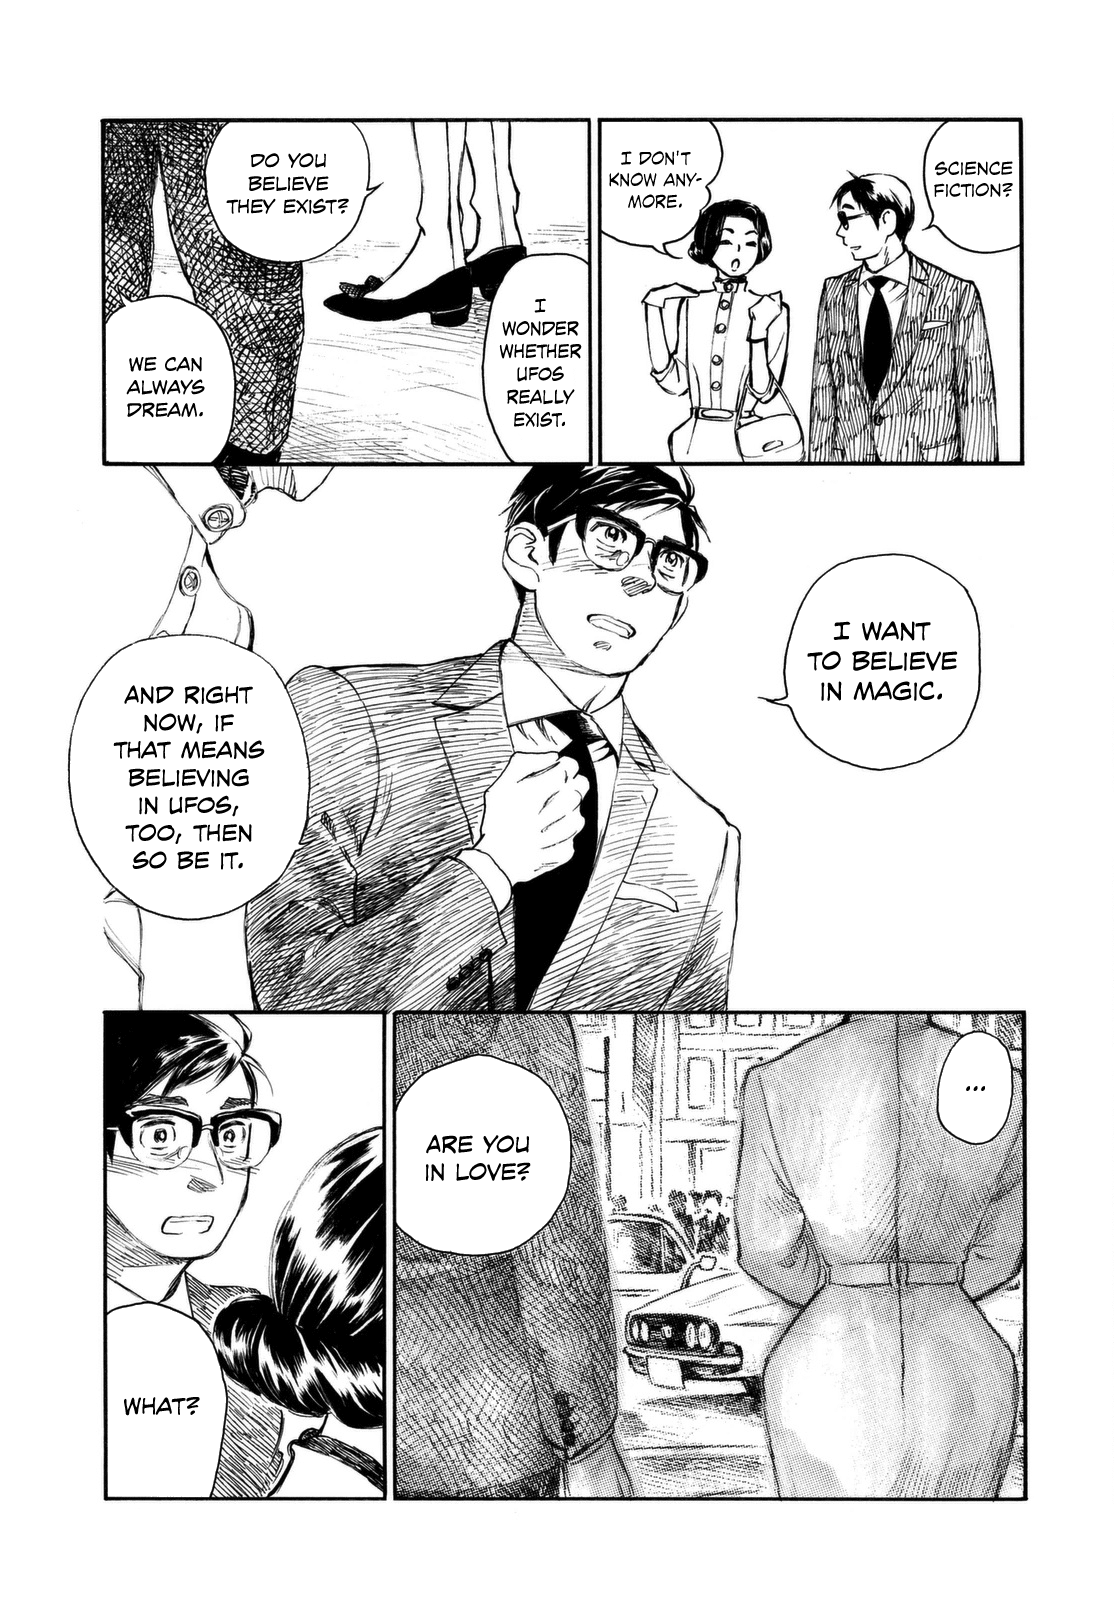 SCIENCE
FICTION?
I DON'T
KNOW ANY-
MORE.
I
WONDER
WHETHER
UFOS
REALLY
EXIST.
DO YOU
BELIEVE
THEY EXIST?
WE CAN
ALWAYS
DREAM.
I WANT
TO BELIEVE
IN MAGIC.
AND RIGHT
NOW, IF
THAT MEANS
BELIEVING
IN UFOS,
TOO, THEN
SO BE IT.
...
ARE YOU
IN LOVE?
WHAT?